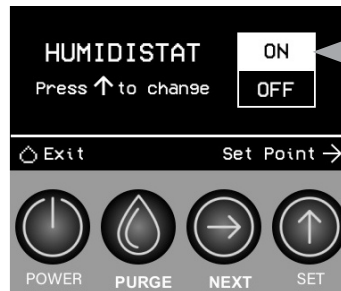 HUMIDISTAT
Press ↑ to change
ON
OFF
Exit
Set Point →
POWER
PURGE
NEXT
SET